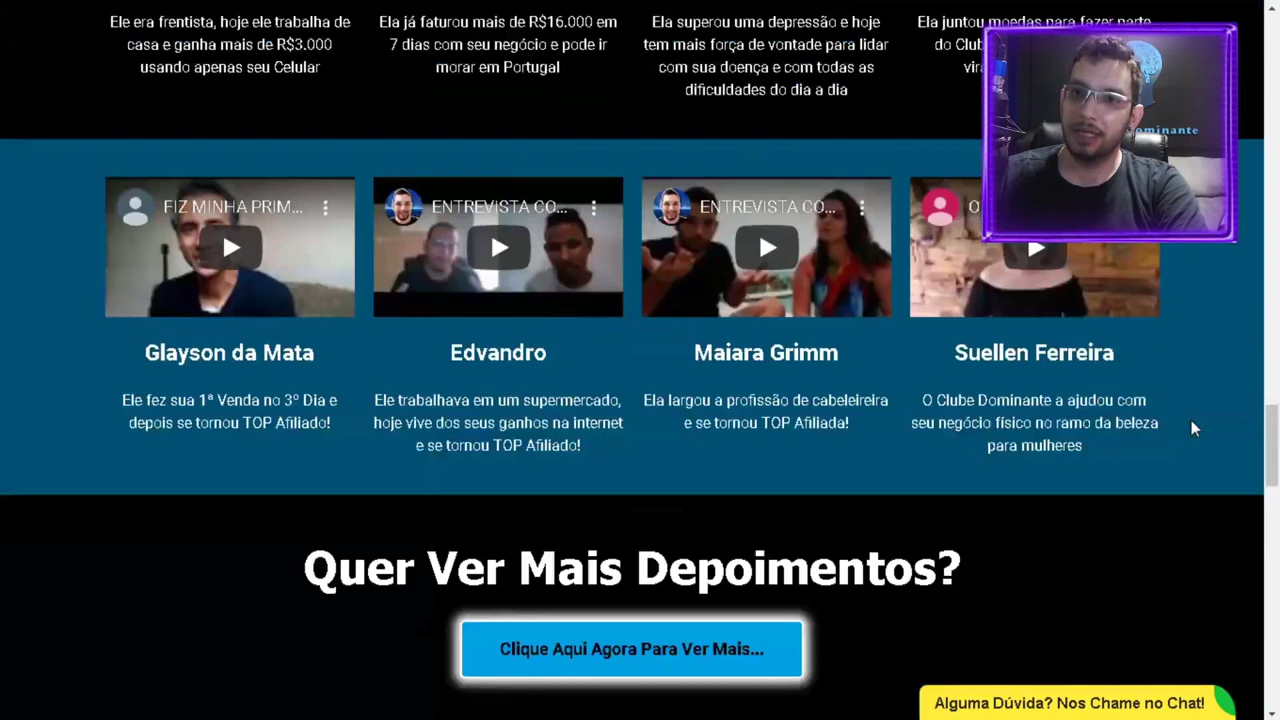 Ele era frentista, hoje ele trabalha de
casa e ganha mais de R$3.000
usando apenas seu Celular
Ela já faturou mais de R$16.000 em
7 dias com seu negócio e pode ir
morar em Portugal
Ela superou uma depressão e hoje
tem mais força de vontade para lidar
com sua doença e com todas as
dificuldades do dia a dia
Ela juntou moedas para fazer parte
do Clube
ominante
FIZ MINHA PRIM...
ENTREVISTA CO...
ENTREVISTA CO...
O
Glayson da Mata
Edvandro
Maiara Grimm
Suellen Ferreira
Ele fez sua 1ª Venda no 3º Dia e
depois se tornou TOP Afiliado!
Ele trabalhava em um supermercado,
hoje vive dos seus ganhos na internet
e se tornou TOP Afiliado!
Ela largou a profissão de cabeleireira
e se tornou TOP Afiliada!
O Clube Dominante a ajudou com
seu negócio físico no ramo da beleza
para mulheres
Quer Ver Mais Depoimentos?
Clique Aqui Agora Para Ver Mais...
Alguma Dúvida? Nos Chame no Chat!